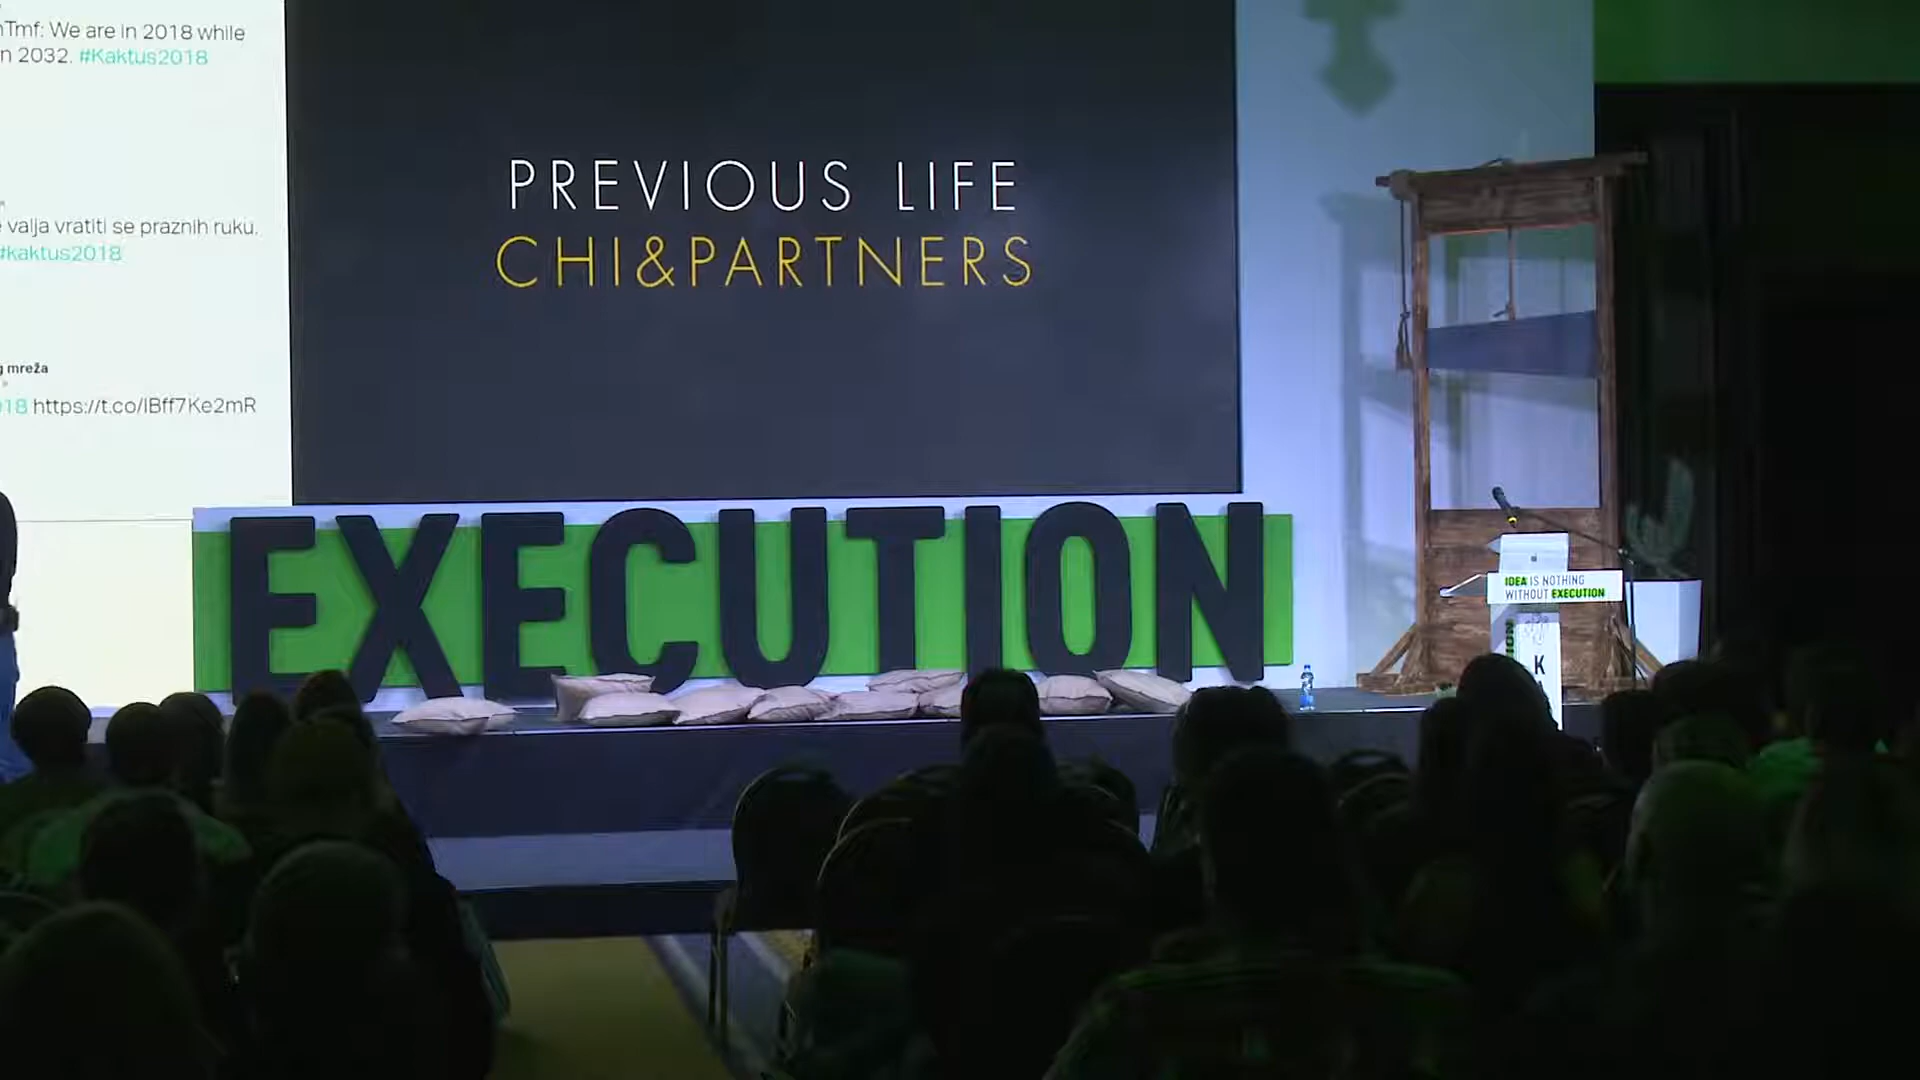 Tmf: We are in 2018 while
n 2032. #Kaktus2018
valja vratiti se praznih ruku.
#kaktus2018
mreža
018 https://t.co/lBff7Ke2mR
PREVIOUS LIFE
CHI&PARTNERS
EXECUTION
IDEA IS NOTHING
WITHOUT EXECUTION
K